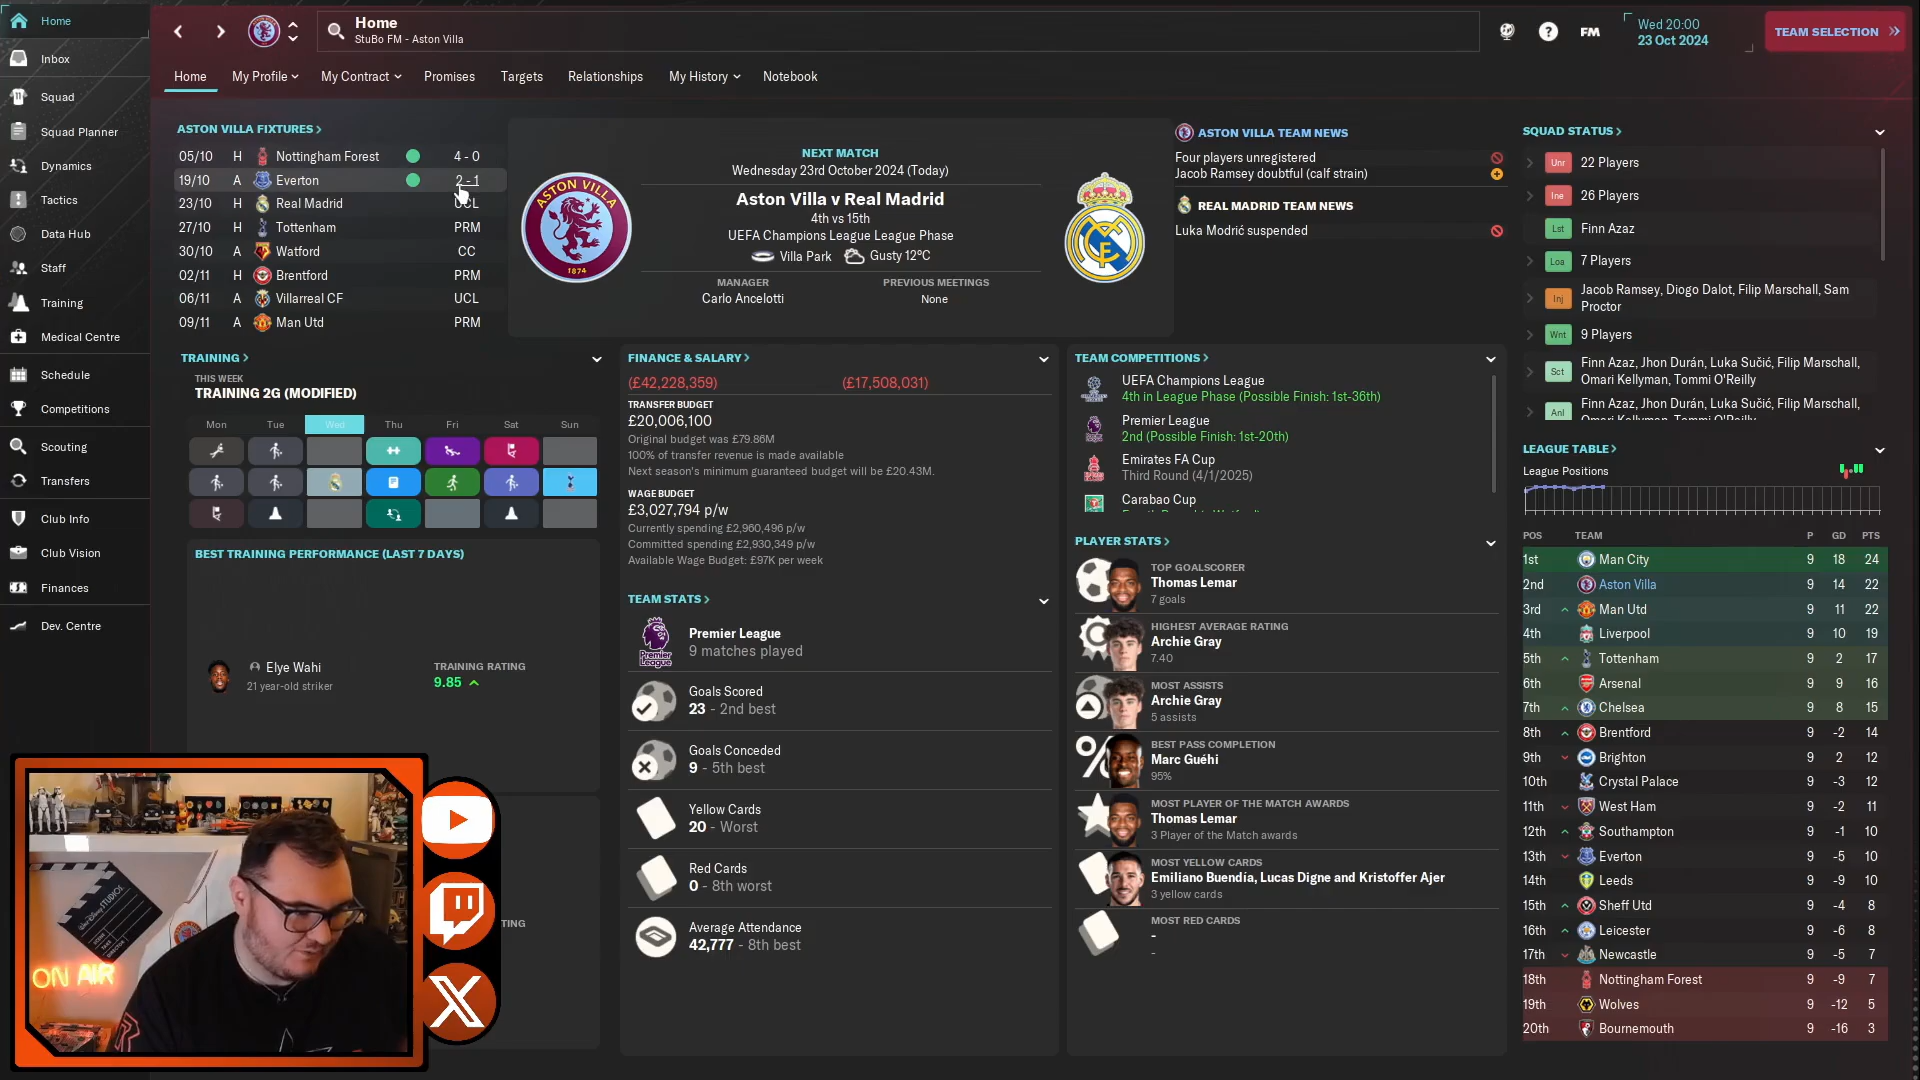 Home
Inbox
Squad
Squad Planner
Dynamics
Tactics
Data Hub
Staff
Training
Medical Centre
Schedule
Competitions
Scouting
Transfers
Club Info
Club Vision
Finances
Dev. Centre
Home
StuBo FM - Aston Villa
FM
Wed 20:00
23 Oct 2024
TEAM SELECTION
Home My Profile My Contract Promises Targets Relationships My History Notebook
ASTON VILLA FIXTURES
05/10 H Nottingham Forest 4 - 0
19/10 A Everton 2 - 1
23/10 H Real Madrid UCL
27/10 H Tottenham PRM
30/10 A Watford CC
02/11 H Brentford PRM
06/11 A Villarreal CF UCL
09/11 A Man Utd PRM
ASTON VILLA
1874
NEXT MATCH
Wednesday 23rd October 2024 (Today)
Aston Villa v Real Madrid
4th vs 15th
UEFA Champions League League Phase
Villa Park Gusty 12ºC
MANAGER PREVIOUS MEETINGS
Carlo Ancelotti None
ASTON VILLA TEAM NEWS
Four players unregistered
Jacob Ramsey doubtful (calf strain)
REAL MADRID TEAM NEWS
Luka Modrić suspended
SQUAD STATUS
Unr 22 Players
Ine 26 Players
Lst Finn Azaz
Loa 7 Players
Inj Jacob Ramsey, Diogo Dalot, Filip Marschall, Sam Proctor
Wnt 9 Players
Sct Finn Azaz, Jhon Durán, Luka Sučić, Filip Marschall, Omari Kellyman, Tommi O'Reilly
Anl Finn Azaz, Jhon Durán, Luka Sučić, Filip Marschall, Omari Kellyman, Tommi O'Reilly
TRAINING
THIS WEEK
TRAINING 2G (MODIFIED)
Mon Tue Wed Thu Fri Sat Sun
BEST TRAINING PERFORMANCE (LAST 7 DAYS)
Elye Wahi
21 year-old striker
TRAINING RATING
9.85
FINANCE & SALARY
(£42,228,359) (£17,508,031)
TRANSFER BUDGET
£20,006,100
Original budget was £79.86M
100% of transfer revenue is made available
Next season's minimum guaranteed budget will be £20.43M.
WAGE BUDGET
£3,027,794 p/w
Currently spending £2,960,496 p/w
Committed spending £2,930,349 p/w
Available Wage Budget: £97K per week
TEAM STATS
Premier League
9 matches played
Goals Scored
23 - 2nd best
Goals Conceded
9 - 5th best
Yellow Cards
20 - Worst
Red Cards
0 - 8th worst
Average Attendance
42,777 - 8th best
TEAM COMPETITIONS
UEFA Champions League
4th in League Phase (Possible Finish: 1st-36th)
Premier League
2nd (Possible Finish: 1st-20th)
Emirates FA Cup
Third Round (4/1/2025)
Carabao Cup
PLAYER STATS
TOP GOALSCORER
Thomas Lemar
7 goals
HIGHEST AVERAGE RATING
Archie Gray
7.40
MOST ASSISTS
Archie Gray
5 assists
BEST PASS COMPLETION
Marc Guéhi
95%
MOST PLAYER OF THE MATCH AWARDS
Thomas Lemar
3 Player of the Match awards
MOST YELLOW CARDS
Emiliano Buendía, Lucas Digne and Kristoffer Ajer
3 yellow cards
MOST RED CARDS
-
-
LEAGUE TABLE
League Positions
POS TEAM P GD PTS
1st Man City 9 18 24
2nd Aston Villa 9 14 22
3rd Man Utd 9 11 22
4th Liverpool 9 10 19
5th Tottenham 9 2 17
6th Arsenal 9 9 16
7th Chelsea 9 8 15
8th Brentford 9 -2 14
9th Brighton 9 2 12
10th Crystal Palace 9 -3 12
11th West Ham 9 -2 11
12th Southampton 9 -1 10
13th Everton 9 -5 10
14th Leeds 9 -9 10
15th Sheff Utd 9 -4 8
16th Leicester 9 -6 8
17th Newcastle 9 -5 7
18th Nottingham Forest 9 -9 7
19th Wolves 9 -12 5
20th Bournemouth 9 -16 3
ON AIR